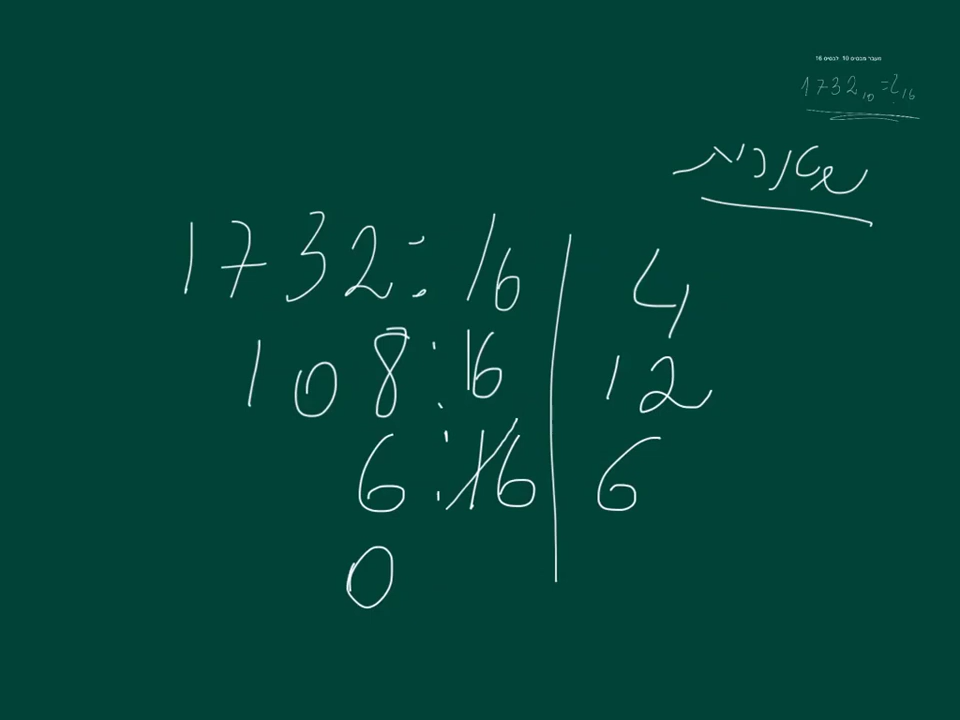 מעבר מבסיס 10 לבסיס 16
1732₁₀ = ?₁₆
שארית
1732 : 16 | 4
108 : 16 | 12
6 : 16 | 6
0